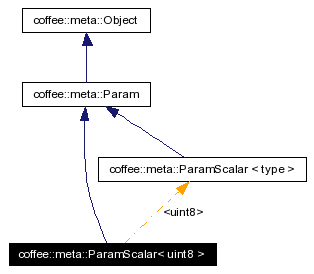 coffee::meta::Object
coffee::meta::Param
coffee::meta::ParamScalar < type >
<uint8>
coffee::meta::ParamScalar< uint8 >